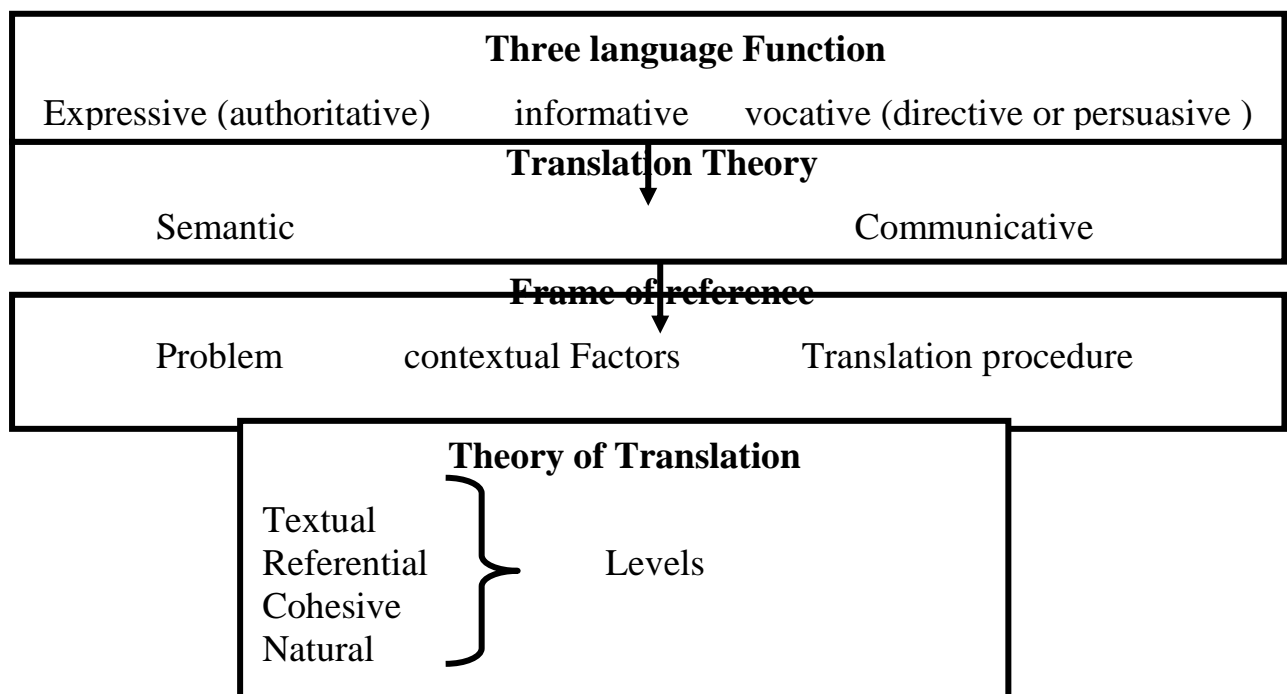 Three language Function
Expressive (authoritative) informative vocative (directive or persuasive )
Translation Theory
Semantic Communicative
Frame of reference
Problem contextual Factors Translation procedure
Theory of Translation
Textual
Referential Levels
Cohesive
Natural